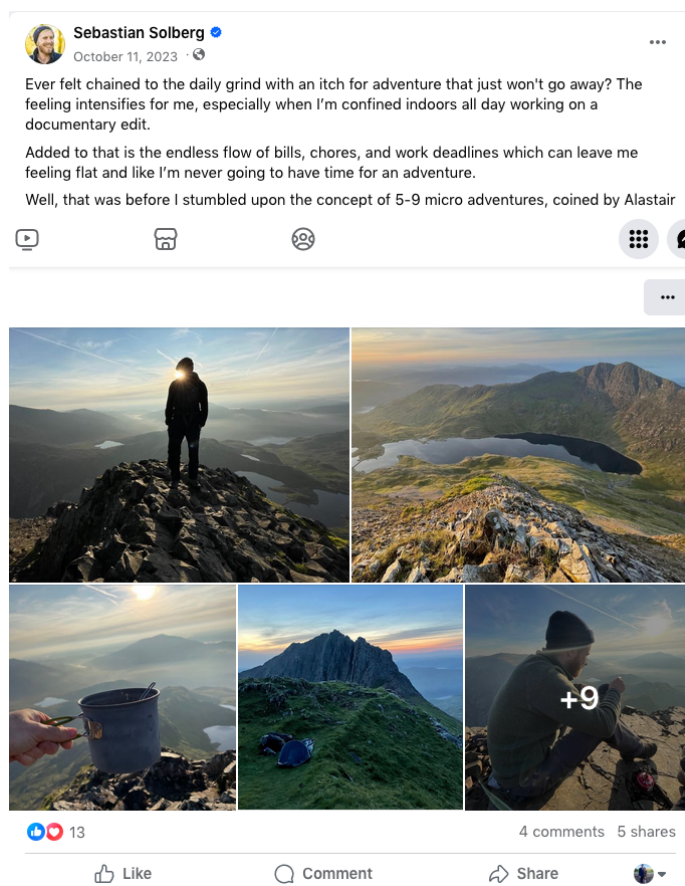 Sebastian Solberg
October 11, 2023 ·
Ever felt chained to the daily grind with an itch for adventure that just won't go away? The
feeling intensifies for me, especially when I'm confined indoors all day working on a
documentary edit.
Added to that is the endless flow of bills, chores, and work deadlines which can leave me
feeling flat and like I'm never going to have time for an adventure.
Well, that was before I stumbled upon the concept of 5-9 micro adventures, coined by Alastair
+9
13
4 comments 5 shares
Like Comment Share